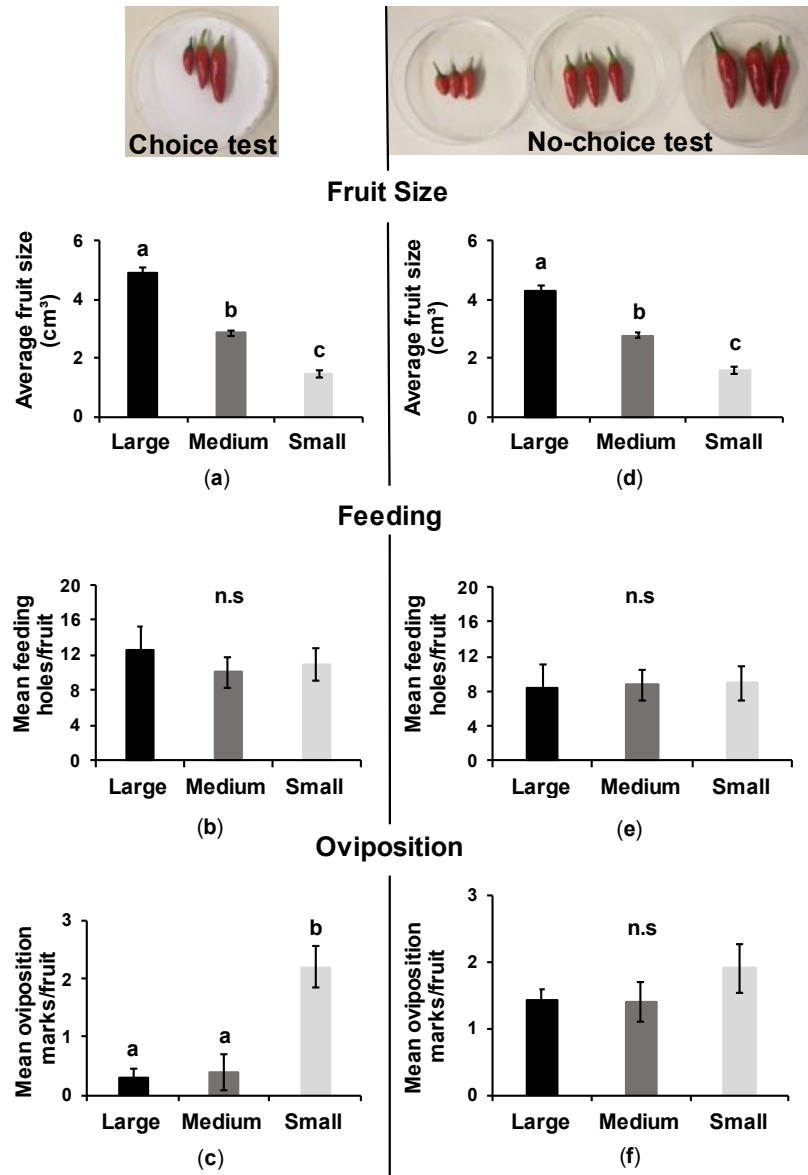 Choice test
No-choice test
Fruit Size
Average fruit size
(cm³)
6
4
2
0
a
b
c
Large Medium Small
(a)
Average fruit size
(cm³)
6
4
2
0
a
b
c
Large Medium Small
(d)
Feeding
Mean feeding
holes/fruit
20
16
12
8
4
0
n.s
Large Medium Small
(b)
Mean feeding
holes/fruit
20
16
12
8
4
0
n.s
Large Medium Small
(e)
Oviposition
Mean oviposition
marks/fruit
3
2
1
0
a
a
b
Large Medium Small
(c)
Mean oviposition
marks/fruit
3
2
1
0
n.s
Large Medium Small
(f)